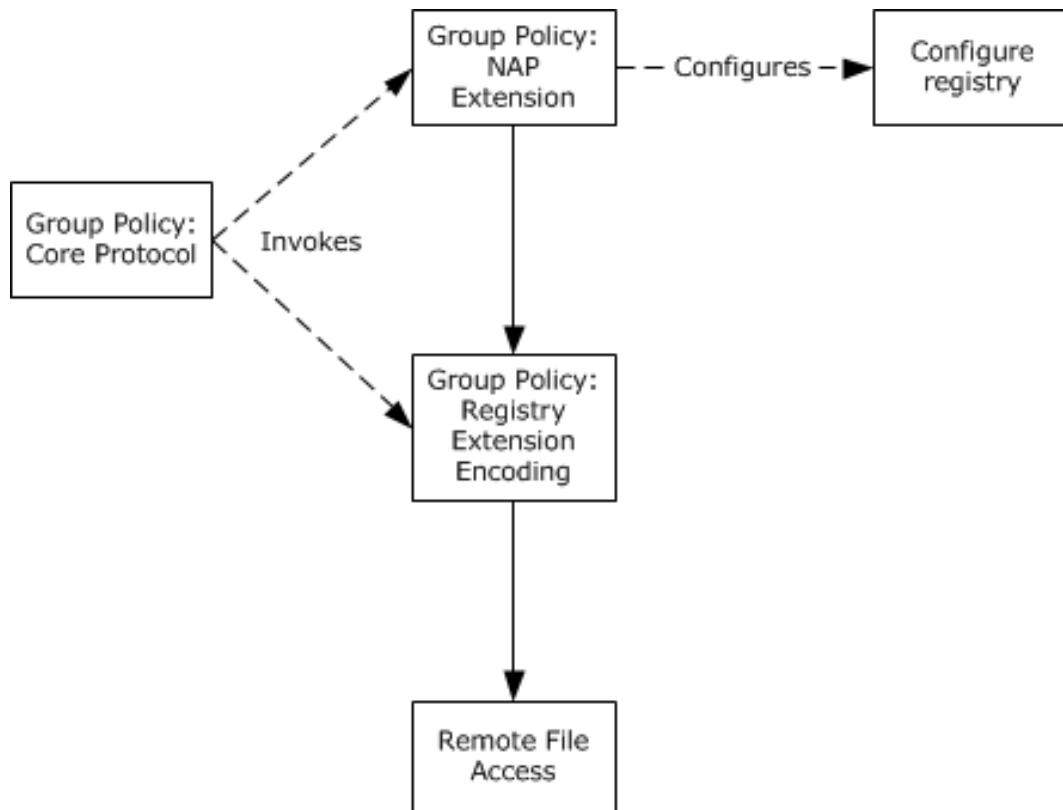 Group Policy:
NAP
Extension
Configures
Configure
registry
Group Policy:
Core Protocol
Invokes
Group Policy:
Registry
Extension
Encoding
Remote File
Access